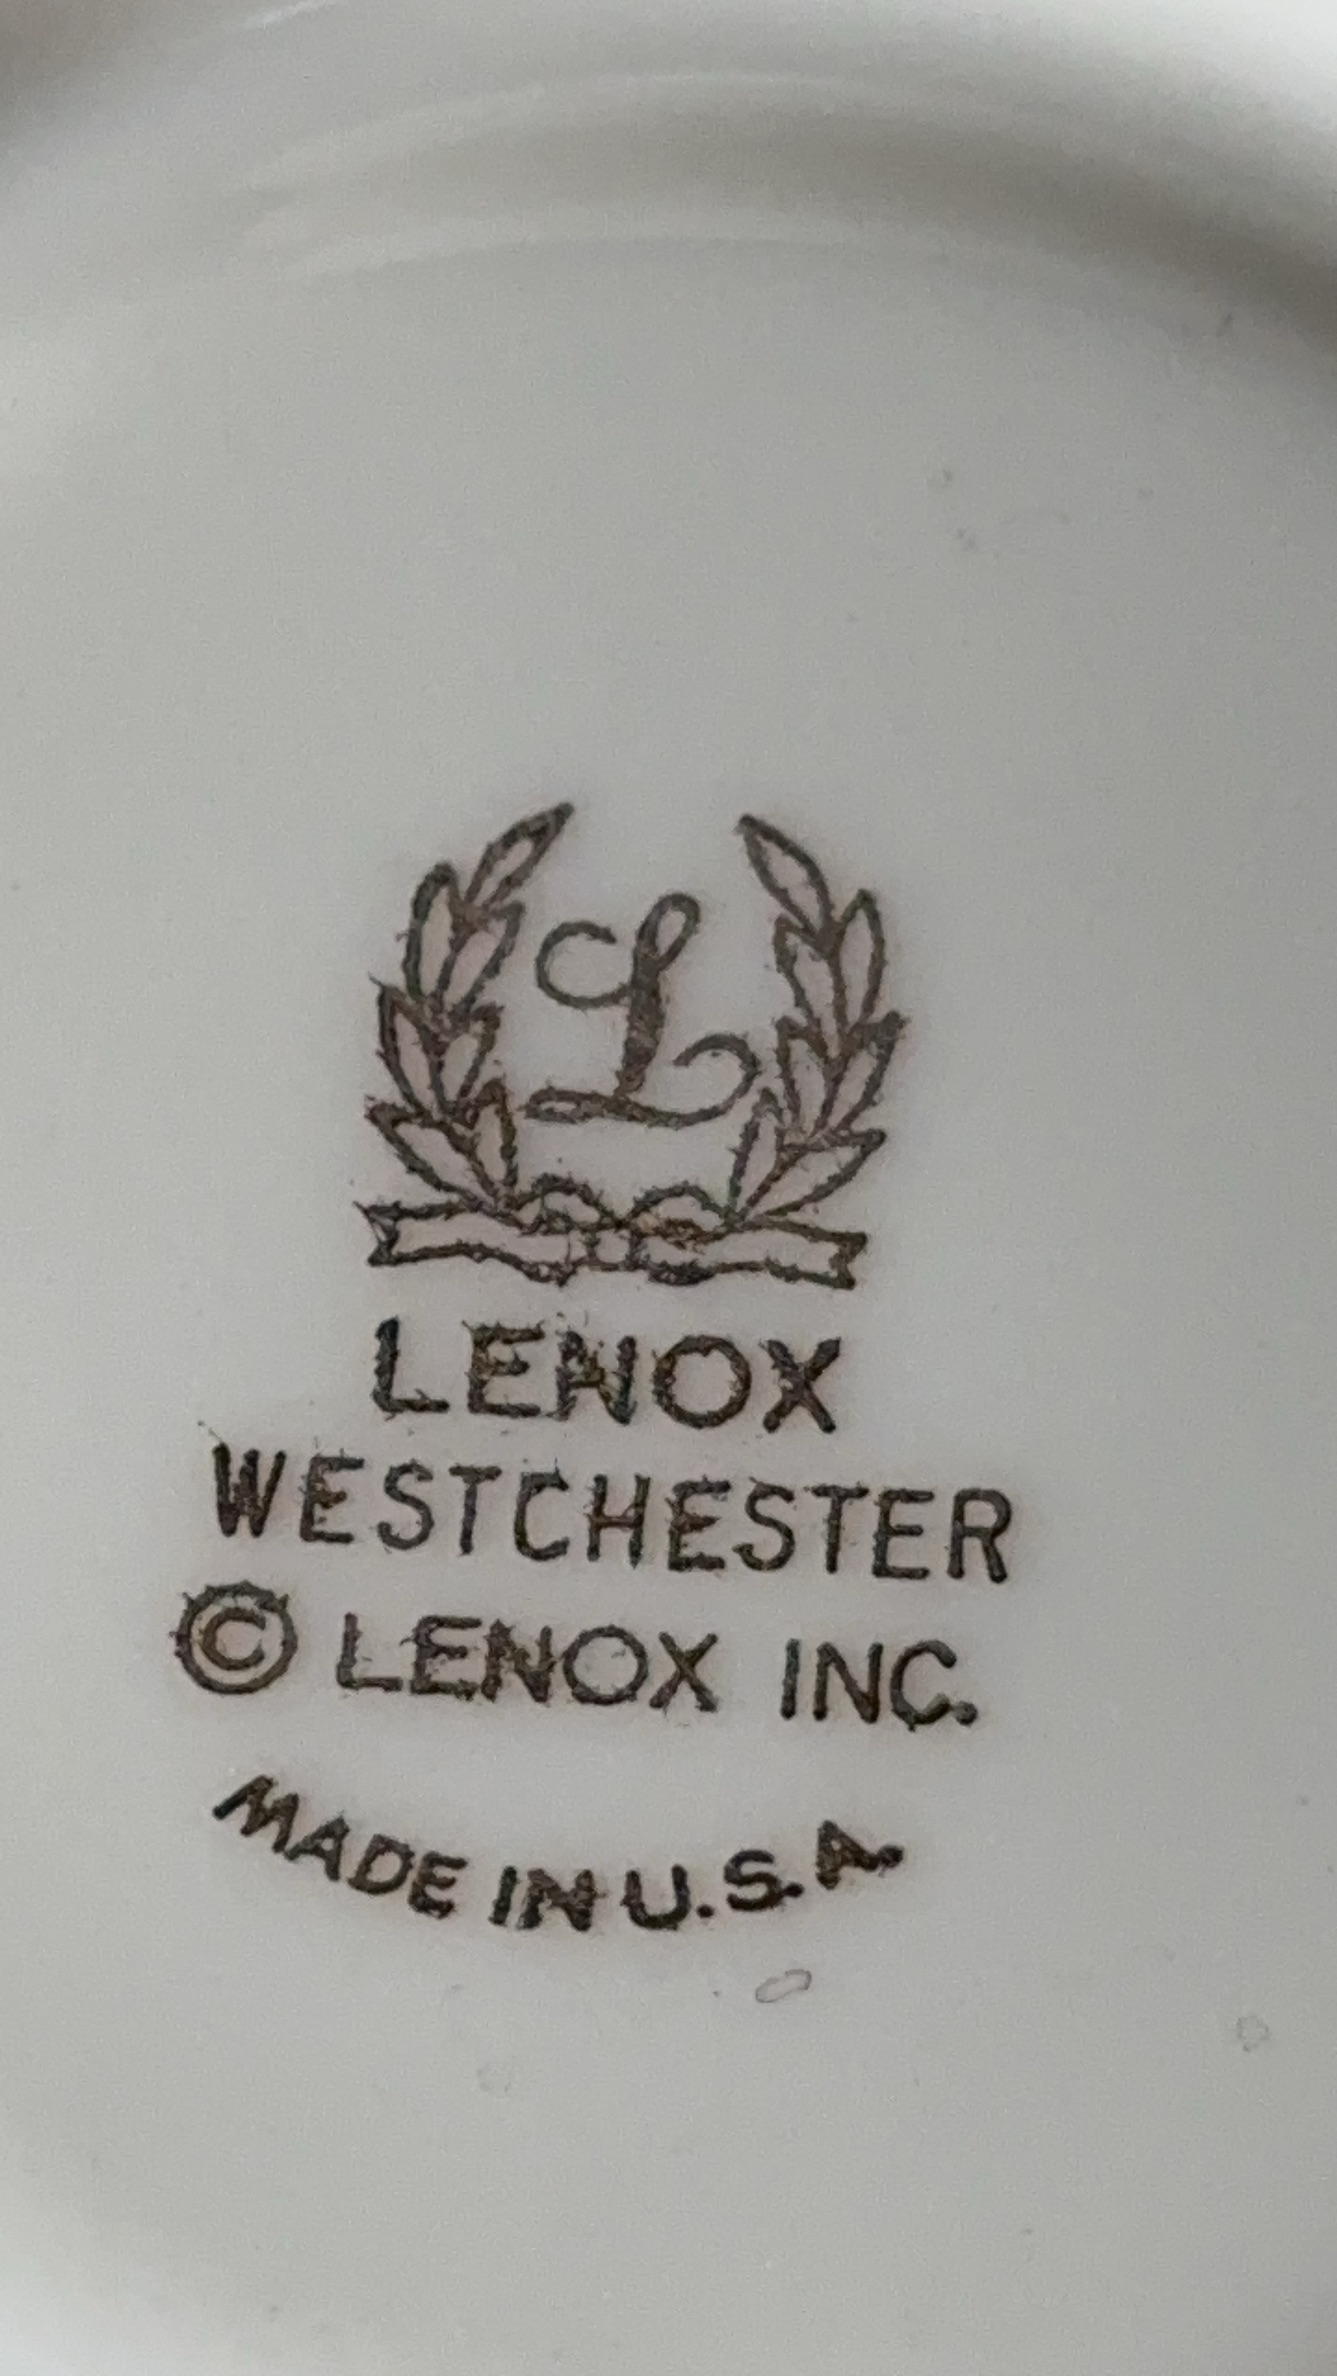 L
LENOX
WESTCHESTER
© LENOX INC.
MADE IN U.S.A.